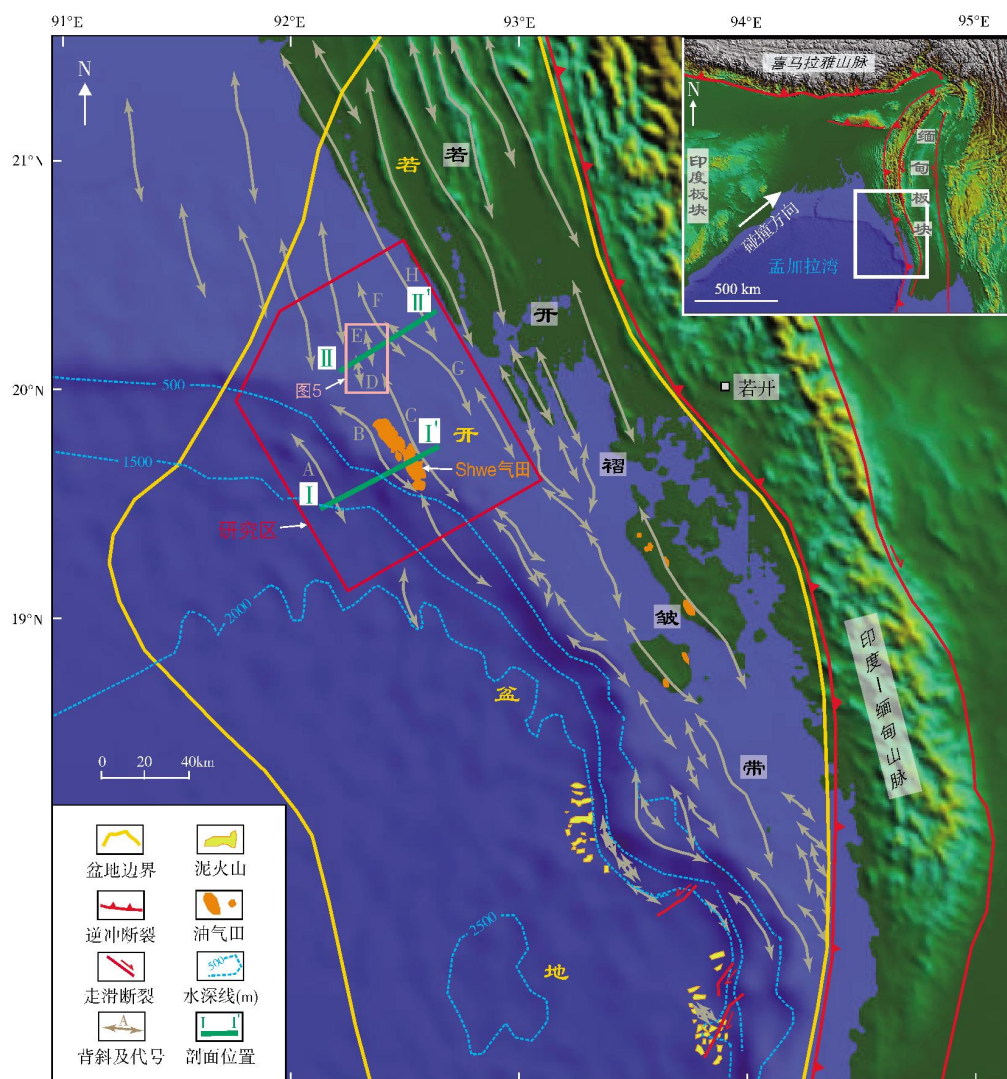 91°E
92°E
93°E
94°E
95°E
N
21°N
20°N
19°N
喜马拉雅山脉
N
印度板块
缅甸板块
碰撞方向
孟加拉湾
500 km
若
若
开
开
褶
皱
带
盆
地
H
F
II'
E
II
D
G
图5
C
B
I'
A
I
Shwe气田
研究区
若开
500
1500
2000
2500
印度—缅甸山脉
0 20 40km
盆地边界
泥火山
逆冲断裂
油气田
走滑断裂
500
水深线(m)
A
背斜及代号
I I'
剖面位置